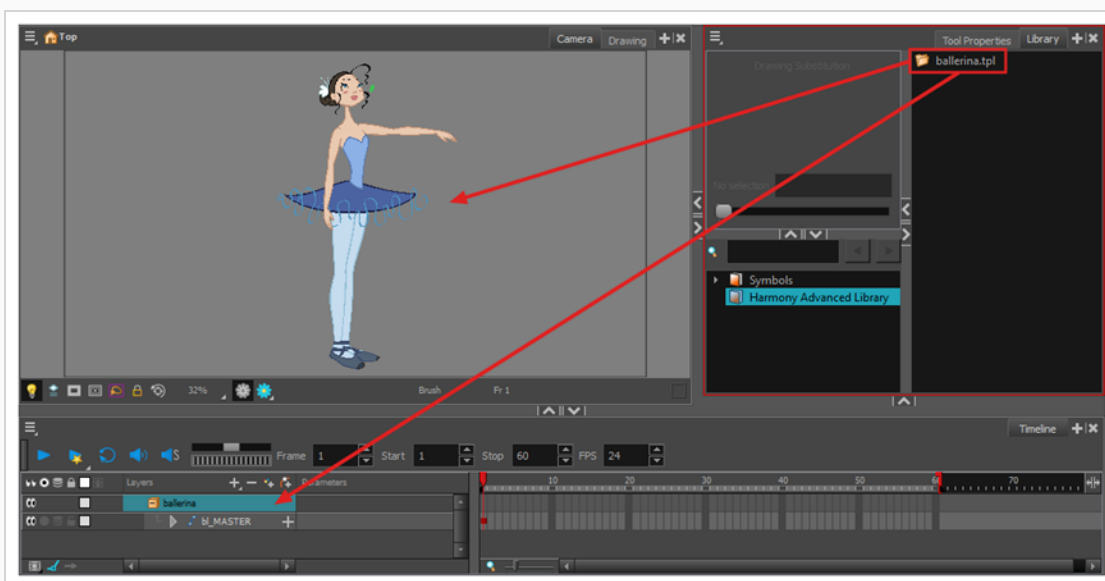 Top
Camera Drawing
Tool Properties Library
Drawing Substitution
ballerina.tpl
No selection
Symbols
Harmony Advanced Library
32% Brush Fr 1
Timeline
Frame 1 Start 1 Stop 60 FPS 24
Layers Parameters 10 20 30 40 50 60 70
ballerina
bl_MASTER